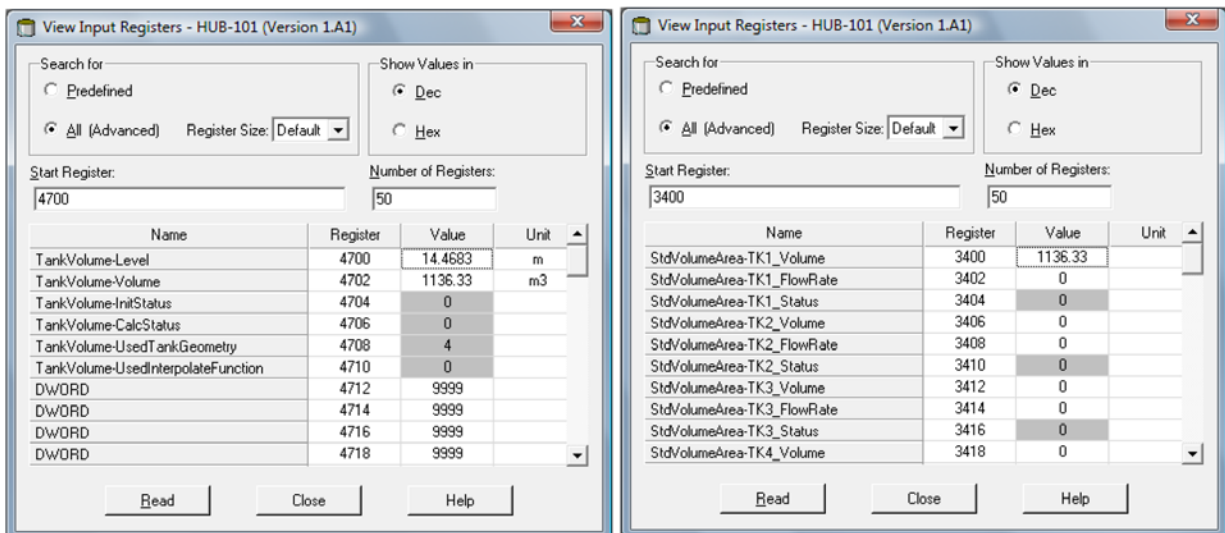 View Input Registers - HUB-101 (Version 1.A1)
Search for
Predefined
All (Advanced) Register Size: Default
Show Values in
Dec
Hex
Start Register:
4700
Number of Registers:
50
Name Register Value Unit
TankVolume-Level 4700 14.4683 m
TankVolume-Volume 4702 1136.33 m3
TankVolume-InitStatus 4704 0
TankVolume-CalcStatus 4706 0
TankVolume-UsedTankGeometry 4708 4
TankVolume-UsedInterpolateFunction 4710 0
DWORD 4712 9999
DWORD 4714 9999
DWORD 4716 9999
DWORD 4718 9999
Read Close Help
View Input Registers - HUB-101 (Version 1.A1)
Search for
Predefined
All (Advanced) Register Size: Default
Show Values in
Dec
Hex
Start Register:
3400
Number of Registers:
50
Name Register Value Unit
StdVolumeArea-TK1_Volume 3400 1136.33
StdVolumeArea-TK1_FlowRate 3402 0
StdVolumeArea-TK1_Status 3404 0
StdVolumeArea-TK2_Volume 3406 0
StdVolumeArea-TK2_FlowRate 3408 0
StdVolumeArea-TK2_Status 3410 0
StdVolumeArea-TK3_Volume 3412 0
StdVolumeArea-TK3_FlowRate 3414 0
StdVolumeArea-TK3_Status 3416 0
StdVolumeArea-TK4_Volume 3418 0
Read Close Help